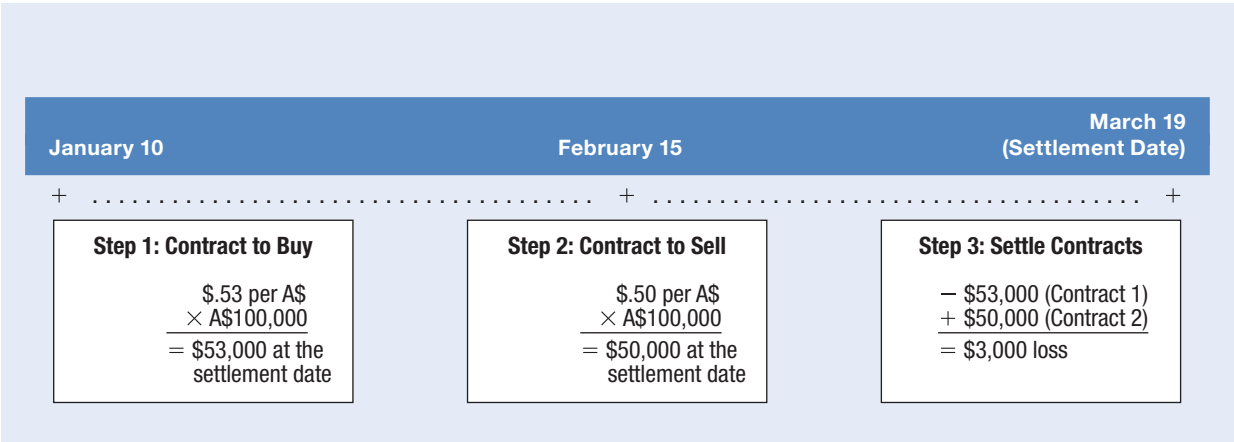 January 10
February 15
March 19
(Settlement Date)
+ . . . . . . . . . . . . . . . . . . . . . . . . . . . . . . . . . . . . . . + . . . . . . . . . . . . . . . . . . . . . . . . . . . . . . . . . . . . . +
Step 1: Contract to Buy
$.53 per A$
× A$100,000
= $53,000 at the
settlement date
Step 2: Contract to Sell
$.50 per A$
× A$100,000
= $50,000 at the
settlement date
Step 3: Settle Contracts
− $53,000 (Contract 1)
+ $50,000 (Contract 2)
= $3,000 loss